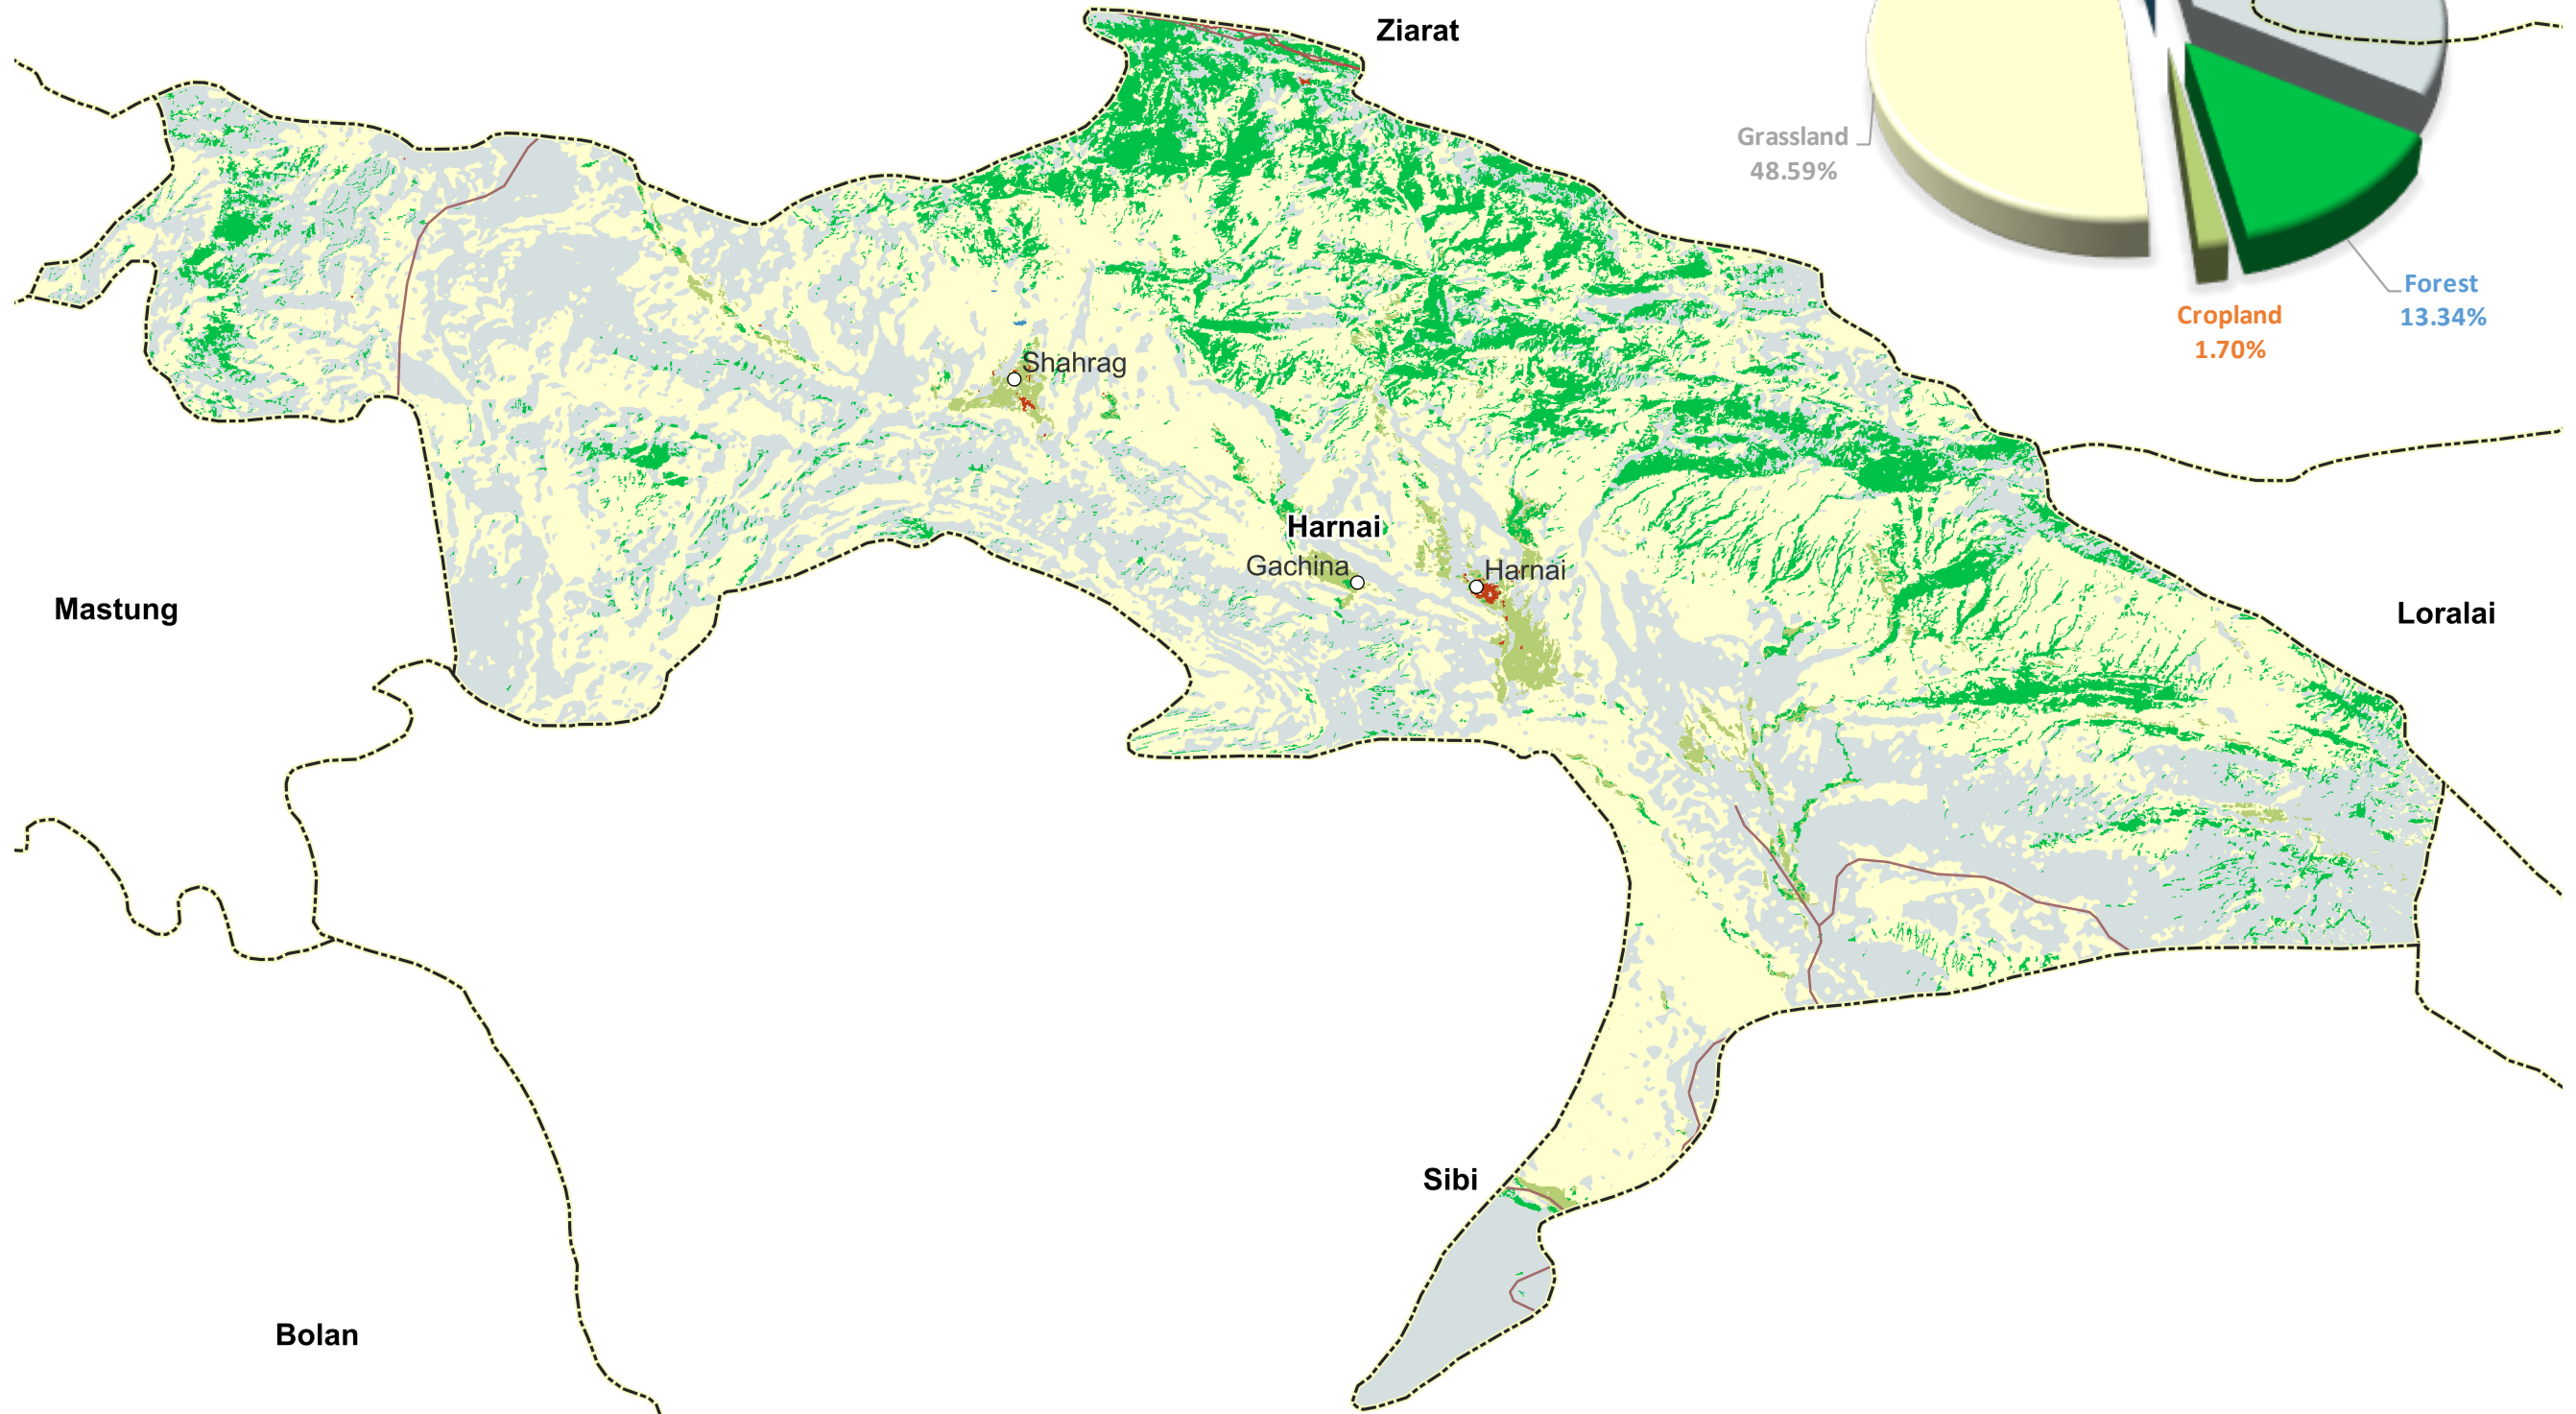 Ziarat
Grassland
48.59%
Forest
13.34%
Cropland
1.70%
Shahrag
Harnai
Gachina
Harnai
Mastung
Loralai
Sibi
Bolan